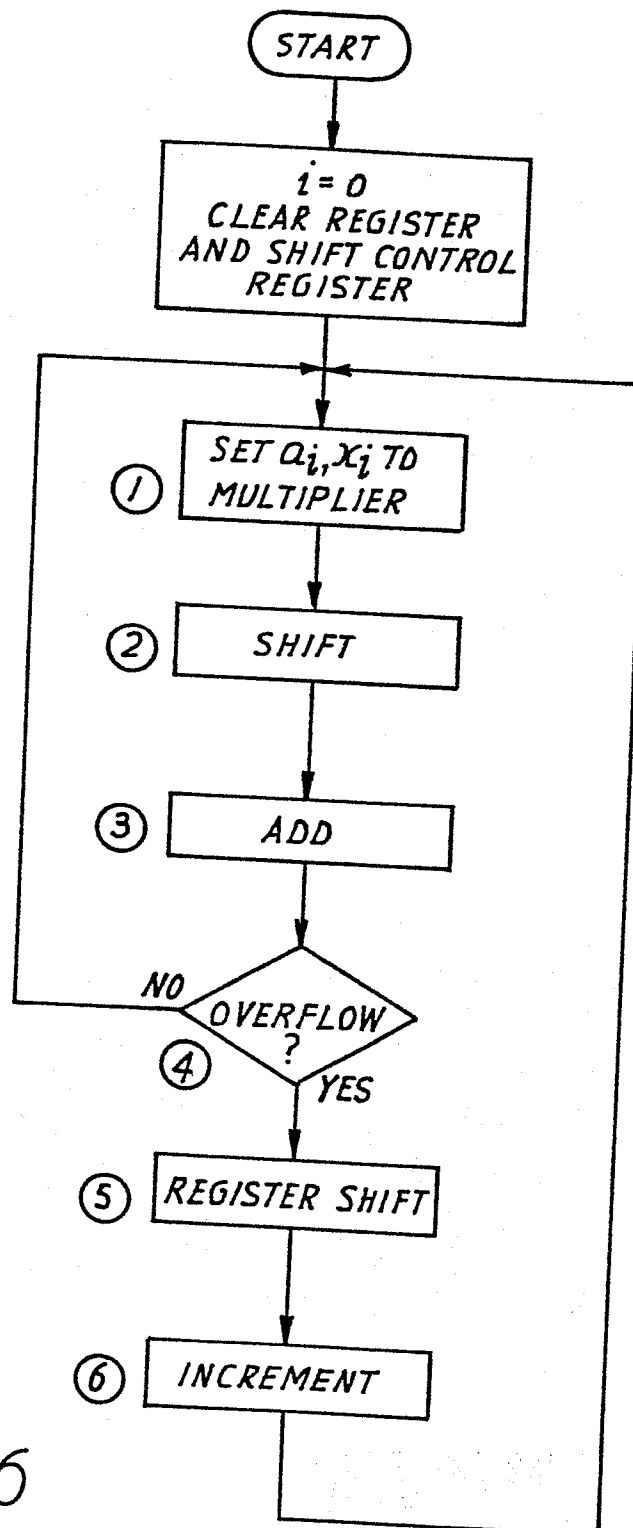 START
i=0
CLEAR REGISTER
AND SHIFT CONTROL
REGISTER
SET ai, xi TO
MULTIPLIER
1
SHIFT
2
ADD
3
NO
OVERFLOW
?
4
YES
REGISTER SHIFT
5
INCREMENT
6
6